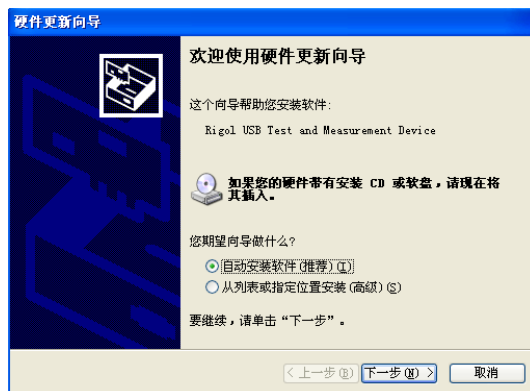 硬件更新向导
欢迎使用硬件更新向导
这个向导帮助您安装软件:
Rigol USB Test and Measurement Device
如果您的硬件带有安装 CD 或软盘，请现在将
其插入。
您期望向导做什么?
自动安装软件(推荐)(I)
从列表或指定位置安装(高级)(S)
要继续，请单击“下一步”。
< 上一步(B) 下一步(N) > 取消